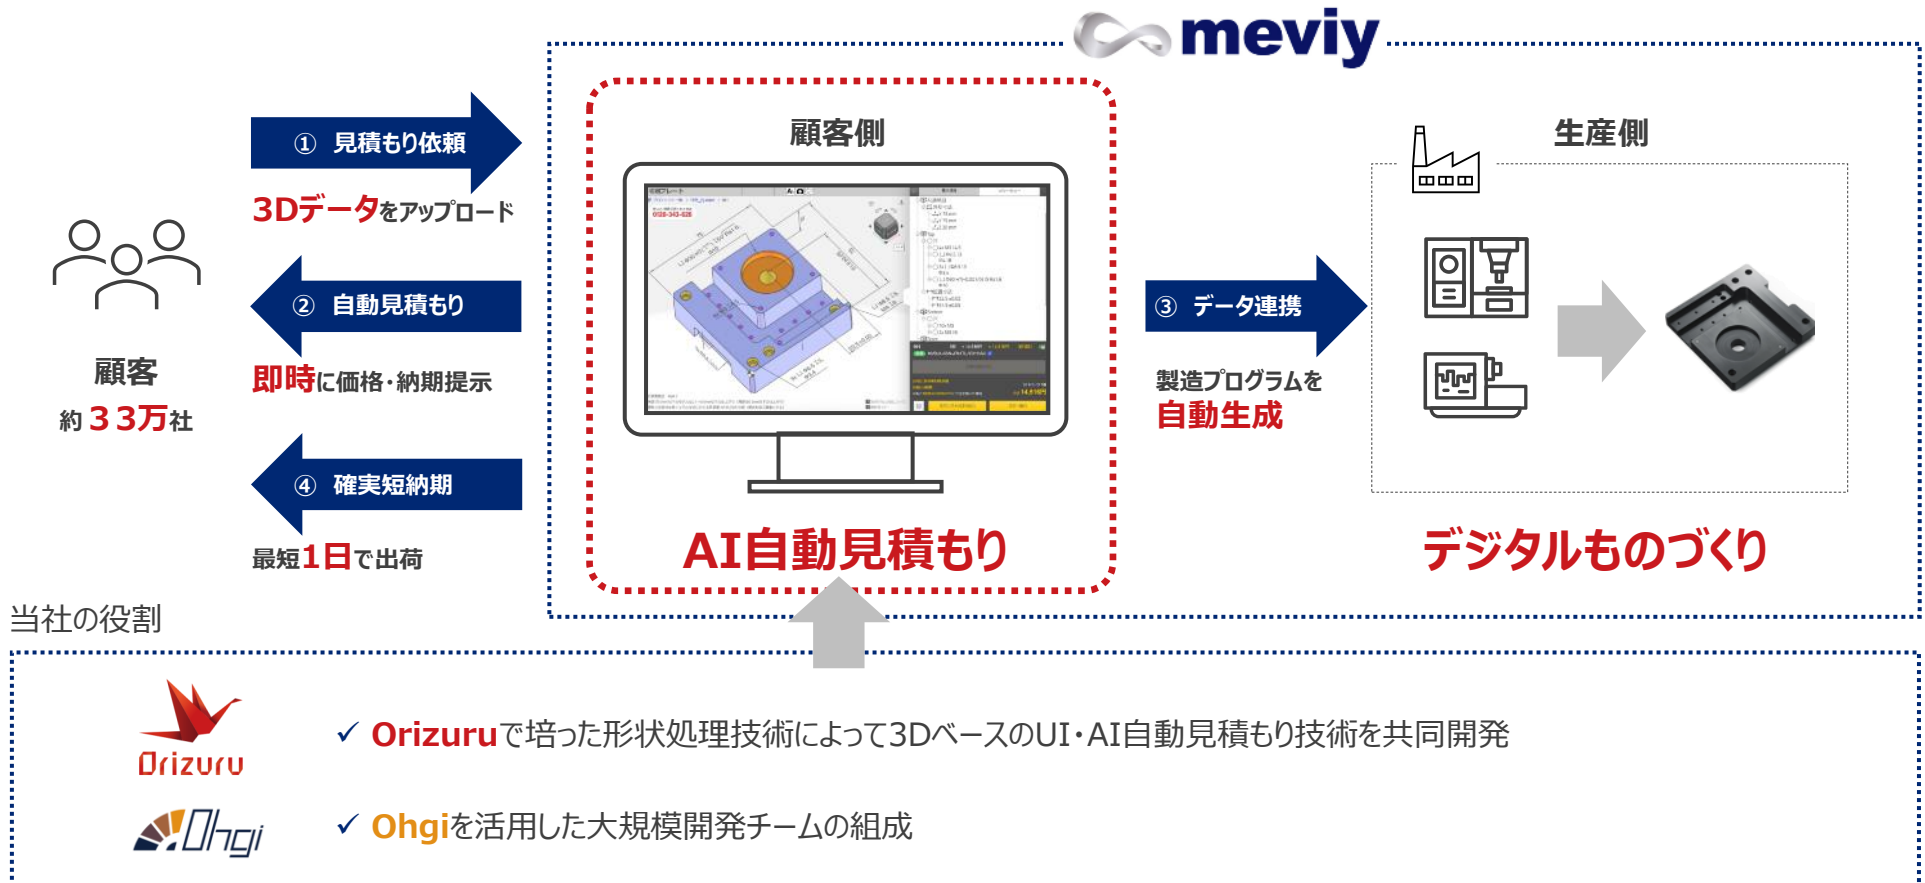 meviy
① 見積もり依頼
3Dデータをアップロード
② 自動見積もり
即時に価格・納期提示
④ 確実短納期
最短1日で出荷
顧客
約33万社
顧客側
AI自動見積もり
③ データ連携
製造プログラムを
自動生成
生産側
デジタルものづくり
当社の役割
Orizuru
✓ Orizuruで培った形状処理技術によって3DベースのUI・AI自動見積もり技術を共同開発
Ohgi
✓ Ohgiを活用した大規模開発チームの組成